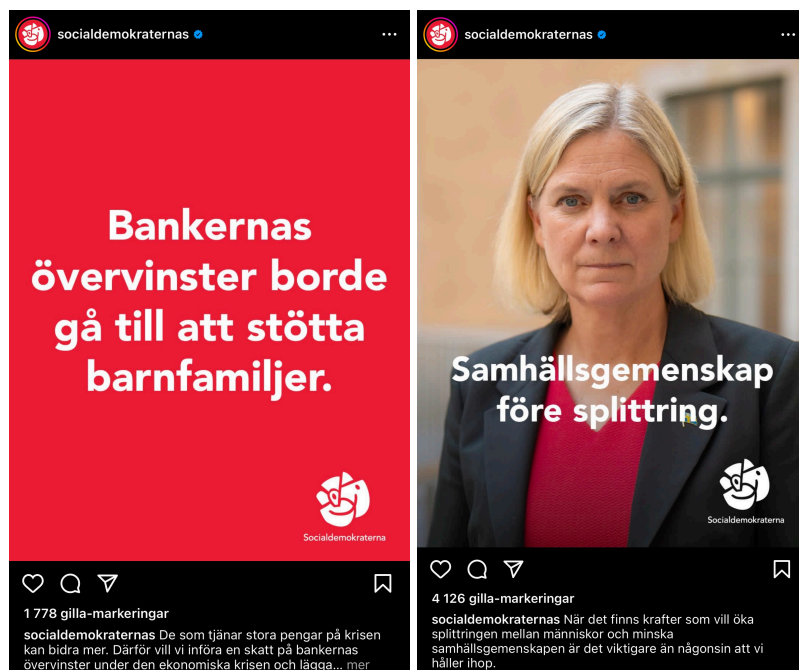 socialdemokraternas
Bankernas
övervinster borde
gå till att stötta
barnfamiljer.
Socialdemokraterna
1 778 gilla-markeringar
socialdemokraternas De som tjänar stora pengar på krisen
kan bidra mer. Därför vill vi införa en skatt på bankernas
övervinster under den ekonomiska krisen och lägga... mer
socialdemokraternas
Samhällsgemenskap
före splittring.
Socialdemokraterna
4 126 gilla-markeringar
socialdemokraternas När det finns krafter som vill öka
splittringen mellan människor och minska
samhällsgemenskapen är det viktigare än någonsin att vi
håller ihop.